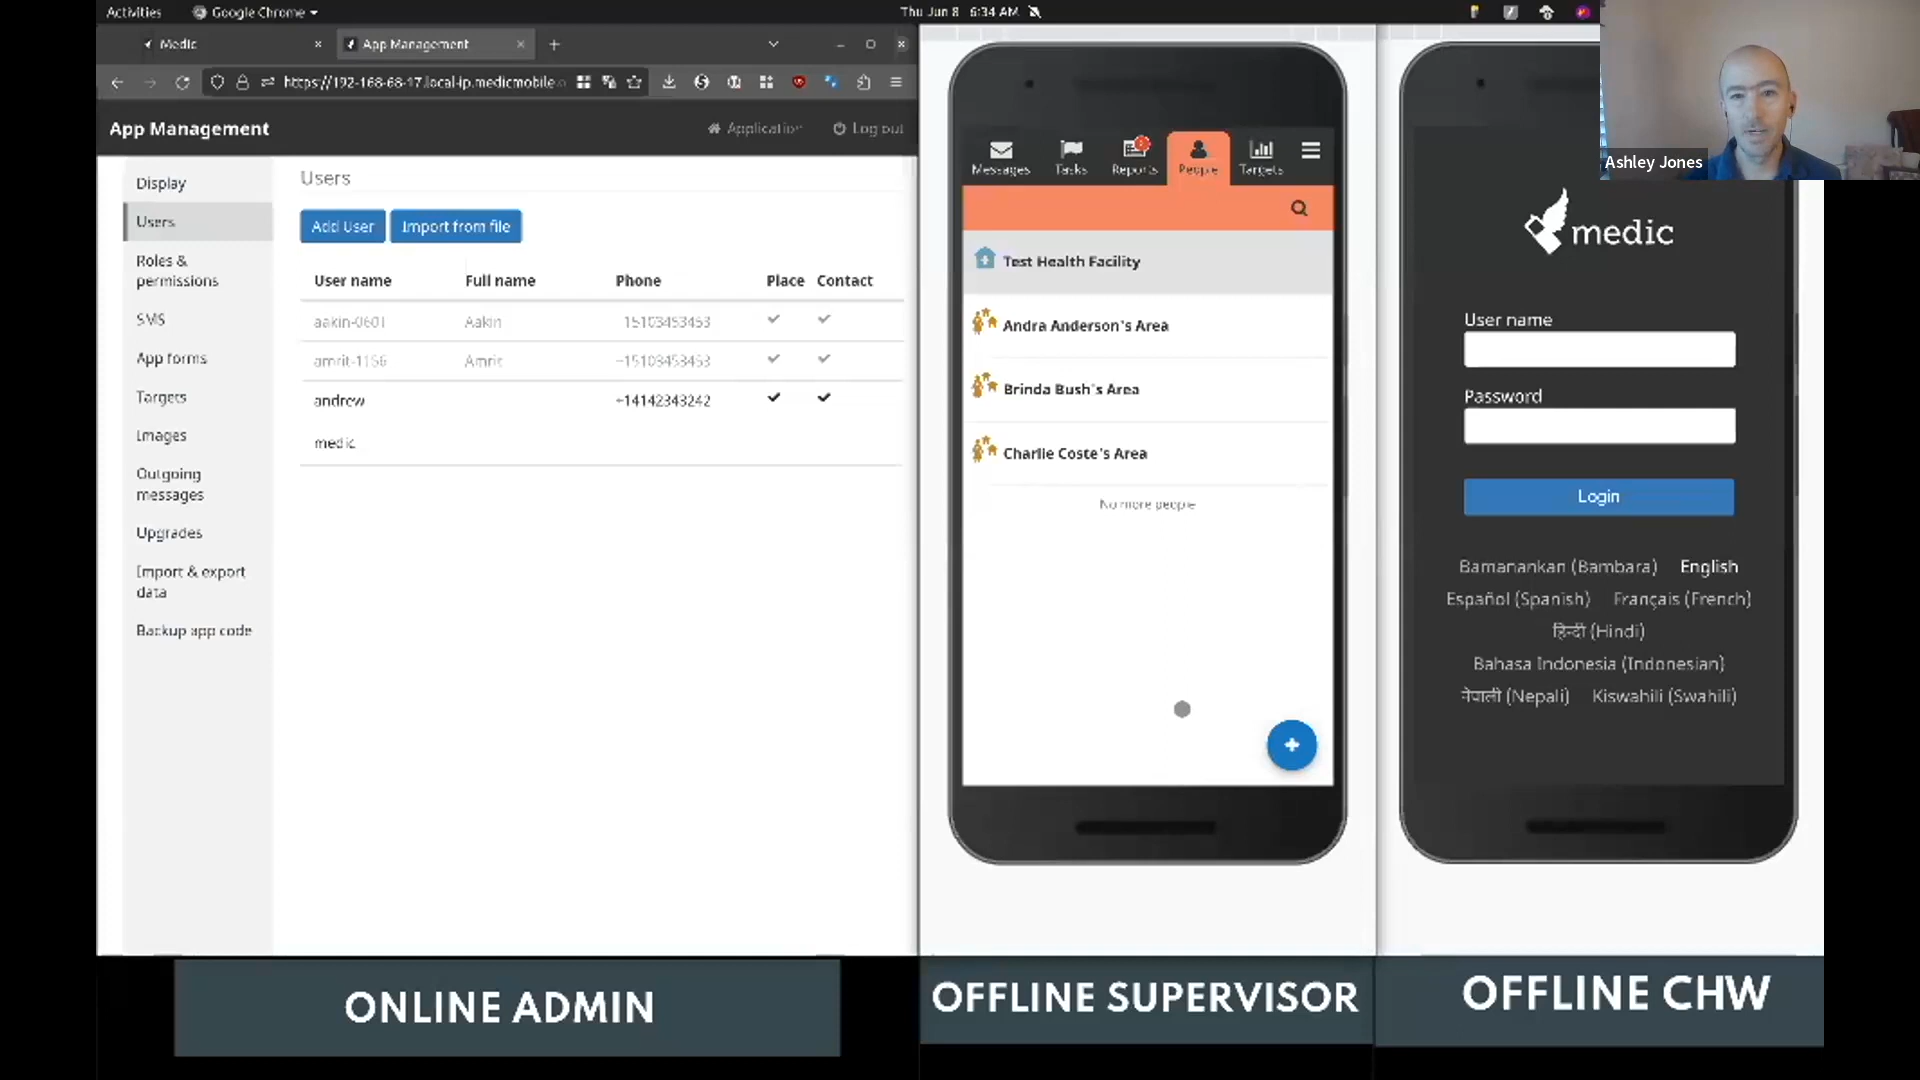 Activities
Google Chrome
Thu Jun 8 6:34 AM
Medic
App Management
https://192-168-68-17.local-ip.medicmobile
App Management
Application
Log out
Display
Users
Roles &
permissions
SMS
App forms
Targets
Images
Outgoing
messages
Upgrades
Import & export
data
Backup app code
Users
Add User
Import from file
User name Full name Phone Place Contact
aakin-0601 Aakin 15103453453
amrit-1156 Amrit +15103453453
andrew +14142343242
medic
Messages
Tasks
Reports
People
Targets
Test Health Facility
Andra Anderson's Area
Brinda Bush's Area
Charlie Coste's Area
No more people
Ashley Jones
medic
User name
Password
Login
Bamanankan (Bambara) English
Español (Spanish) Français (French)
हिन्दी (Hindi)
Bahasa Indonesia (Indonesian)
नेपाली (Nepali) Kiswahili (Swahili)
ONLINE ADMIN
OFFLINE SUPERVISOR
OFFLINE CHW